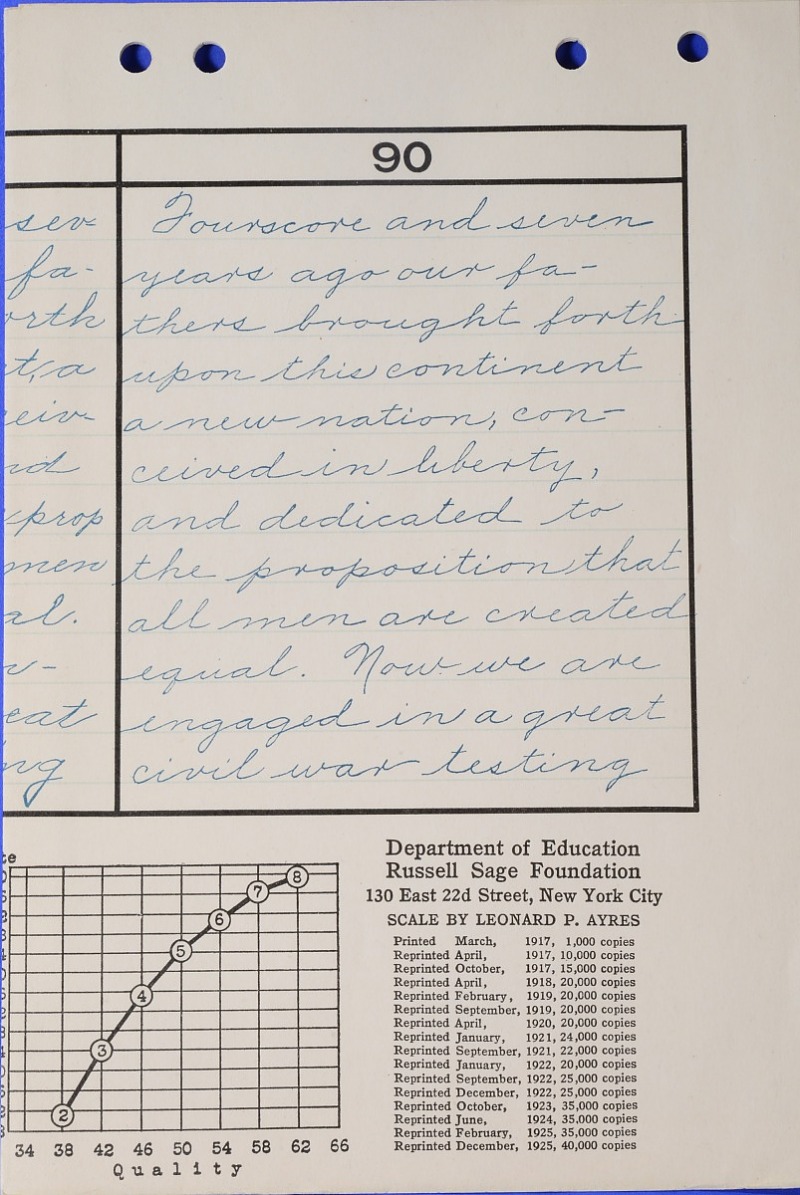 90
sev-
fa-
rth
t, a
ceiv-
nd
prop
men
al.
w-
eat
ng
Fourscore and seven
years ago our fa-
thers brought forth
upon this continent
a new nation, con-
ceived in liberty,
and dedicated to
the proposition that
all men are created
equal. Now we are
engaged in a great
civil war testing
2
3
4
5
6
7
8
34 38 42 46 50 54 58 62 66
Quality
Department of Education
Russell Sage Foundation
130 East 22d Street, New York City
SCALE BY LEONARD P. AYRES
Printed March, 1917, 1,000 copies
Reprinted April, 1917, 10,000 copies
Reprinted October, 1917, 15,000 copies
Reprinted April, 1918, 20,000 copies
Reprinted February, 1919, 20,000 copies
Reprinted September, 1919, 20,000 copies
Reprinted April, 1920, 20,000 copies
Reprinted January, 1921, 24,000 copies
Reprinted September, 1921, 22,000 copies
Reprinted January, 1922, 20,000 copies
Reprinted September, 1922, 25,000 copies
Reprinted December, 1922, 25,000 copies
Reprinted October, 1923, 35,000 copies
Reprinted June, 1924, 35,000 copies
Reprinted February, 1925, 35,000 copies
Reprinted December, 1925, 40,000 copies